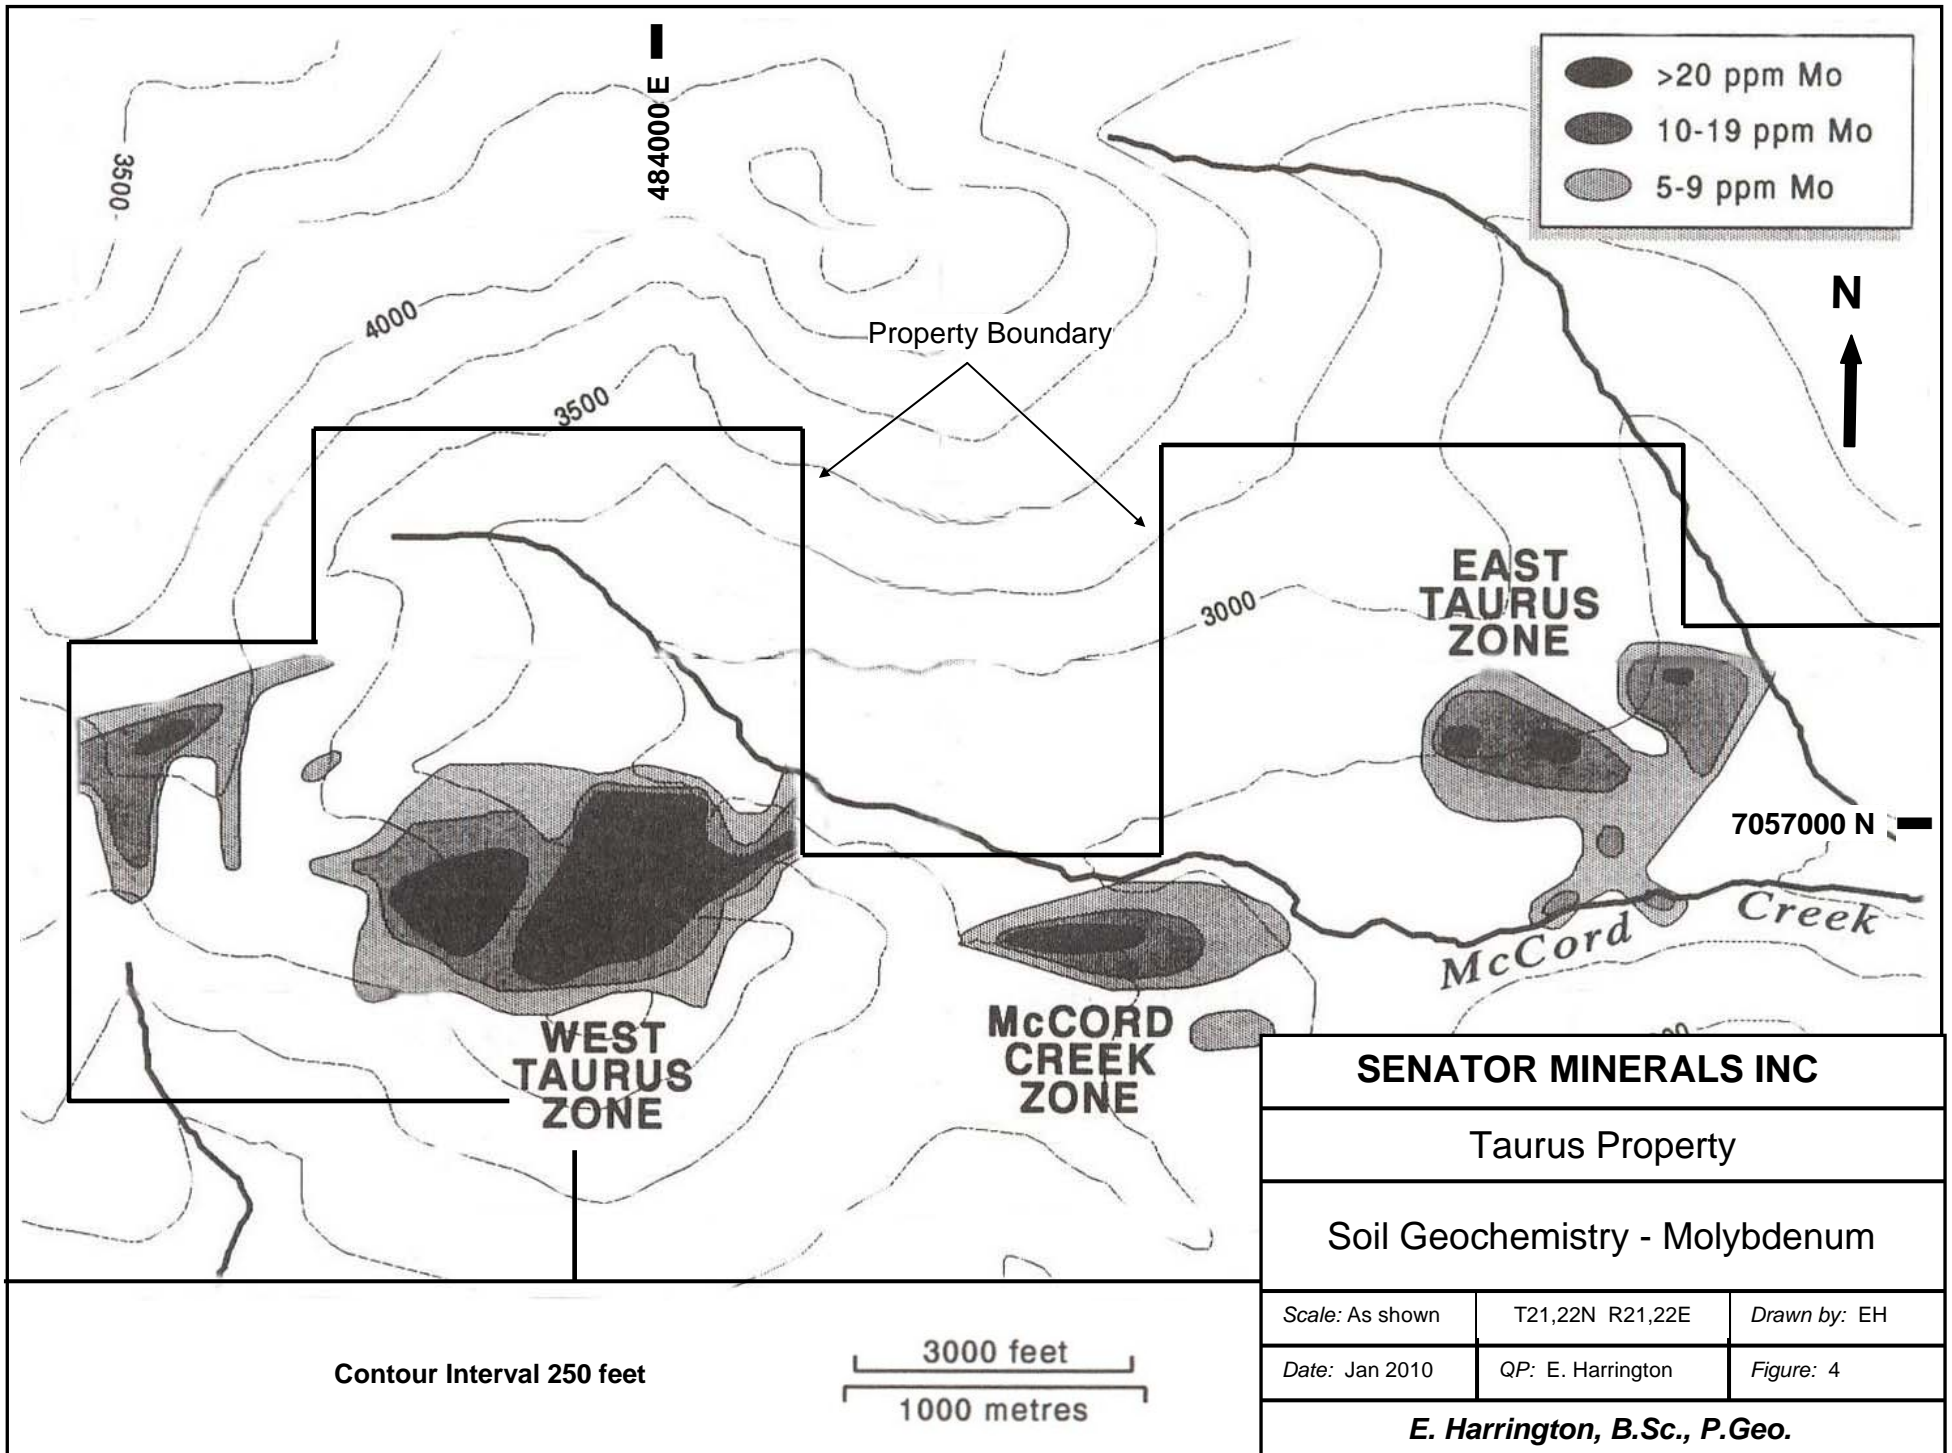 >20 ppm Mo
10-19 ppm Mo
5-9 ppm Mo
484000 E
3500
4000
3500
Property Boundary
N
3000
EAST
TAURUS
ZONE
7057000 N
McCord Creek
WEST
TAURUS
ZONE
McCORD
CREEK
ZONE
SENATOR MINERALS INC
Taurus Property
Soil Geochemistry - Molybdenum
Scale: As shown
T21,22N R21,22E
Drawn by: EH
Date: Jan 2010
QP: E. Harrington
Figure: 4
E. Harrington, B.Sc., P.Geo.
Contour Interval 250 feet
3000 feet
1000 metres